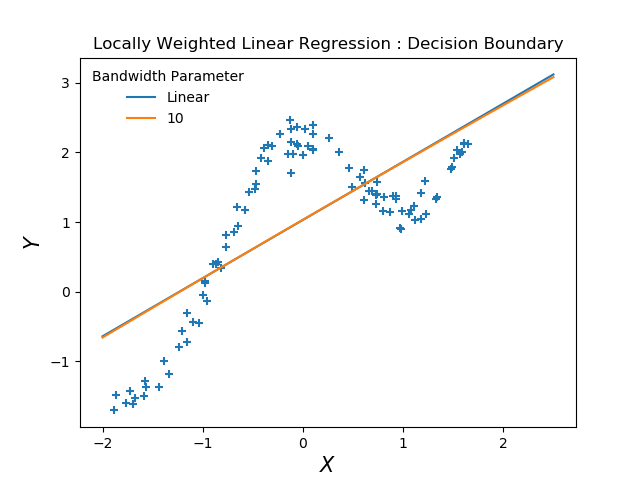 Locally Weighted Linear Regression : Decision Boundary
Bandwidth Parameter
Linear
10
3
2
1
0
−1
Y
−2 −1 0 1 2
X